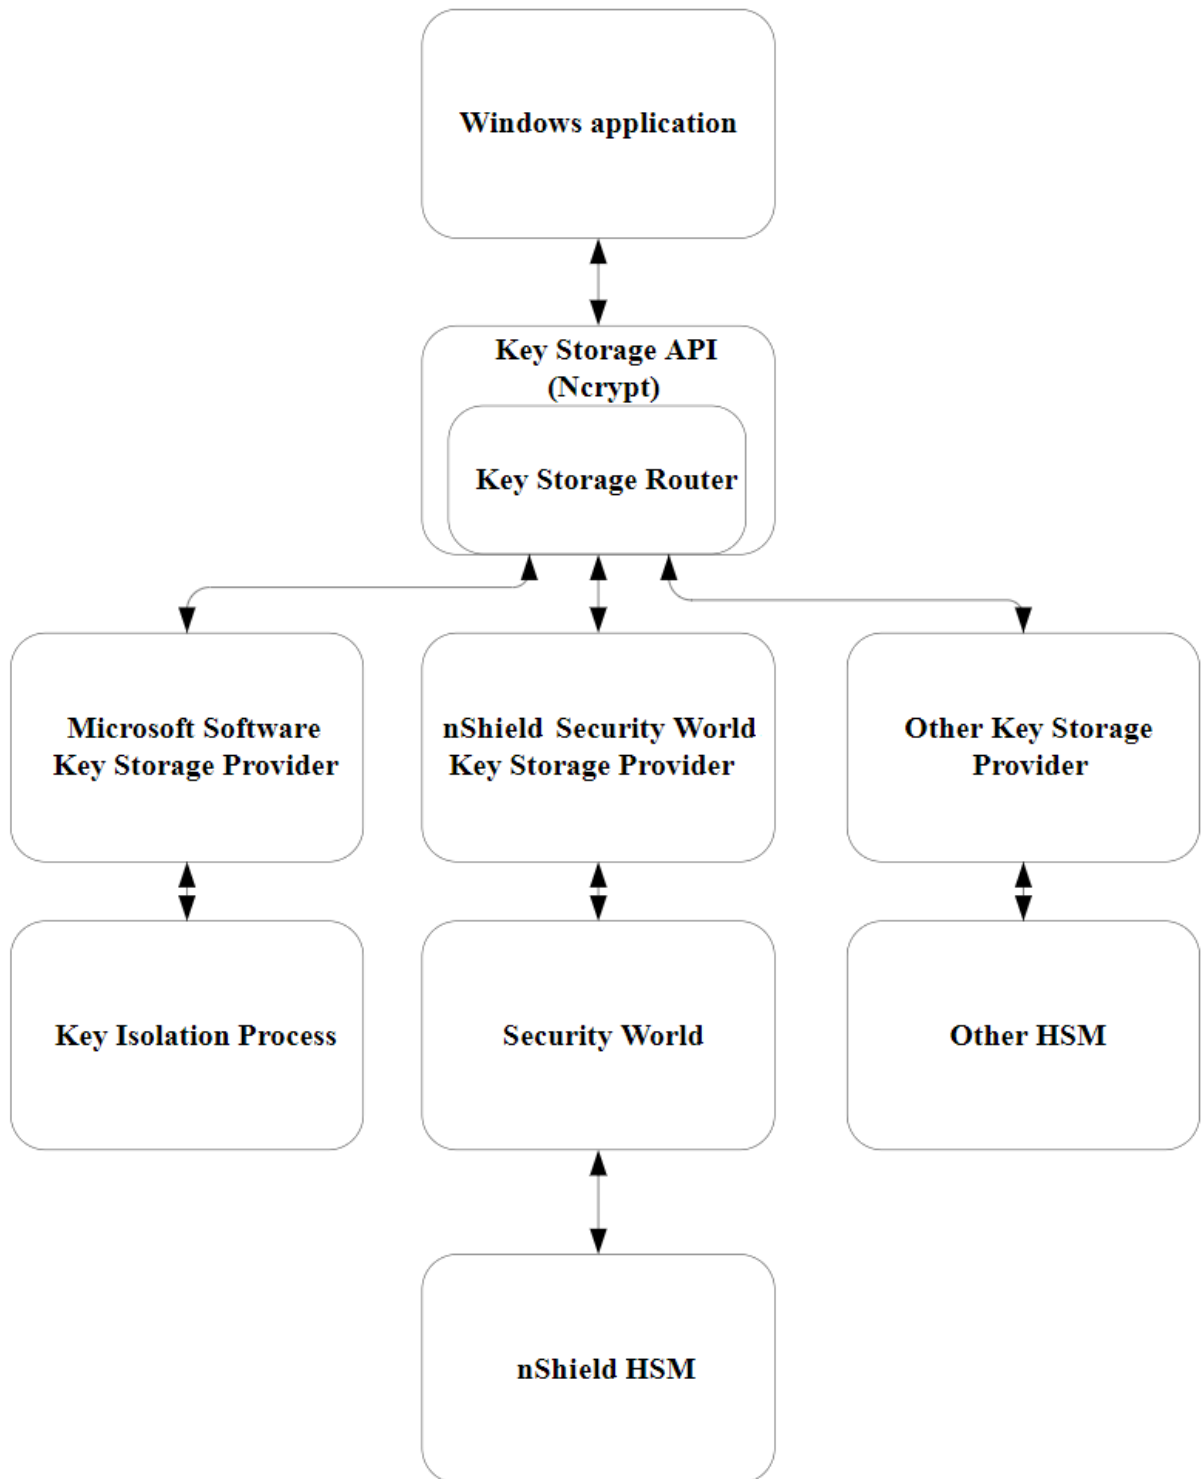 Windows application
Key Storage API
(Ncrypt)
Key Storage Router
Microsoft Software
Key Storage Provider
nShield Security World
Key Storage Provider
Other Key Storage
Provider
Key Isolation Process
Security World
Other HSM
nShield HSM